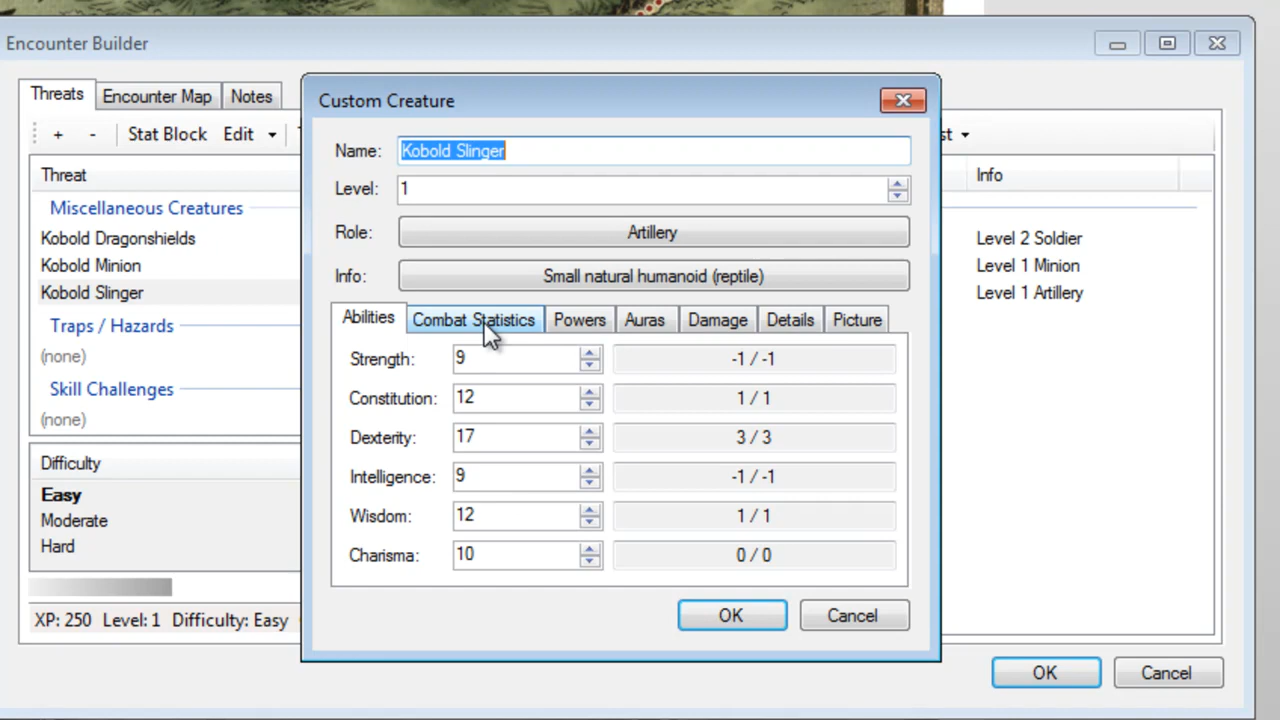 Encounter Builder
Threats Encounter Map Notes
+ - Stat Block Edit
st
Threat
Info
Miscellaneous Creatures
Kobold Dragonshields
Level 2 Soldier
Kobold Minion
Level 1 Minion
Kobold Slinger
Level 1 Artillery
Traps / Hazards
(none)
Skill Challenges
(none)
Difficulty
Easy
Moderate
Hard
XP: 250 Level: 1 Difficulty: Easy
OK Cancel
Custom Creature
Name: Kobold Slinger
Level: 1
Role: Artillery
Info: Small natural humanoid (reptile)
Abilities Combat Statistics Powers Auras Damage Details Picture
Strength: 9 -1 / -1
Constitution: 12 1 / 1
Dexterity: 17 3 / 3
Intelligence: 9 -1 / -1
Wisdom: 12 1 / 1
Charisma: 10 0 / 0
OK Cancel